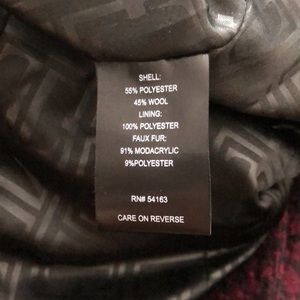 SHELL:
55% POLYESTER
45% WOOL
LINING:
100% POLYESTER
FAUX FUR:
91% MODACRYLIC
9%POLYESTER
RN# 54163
CARE ON REVERSE